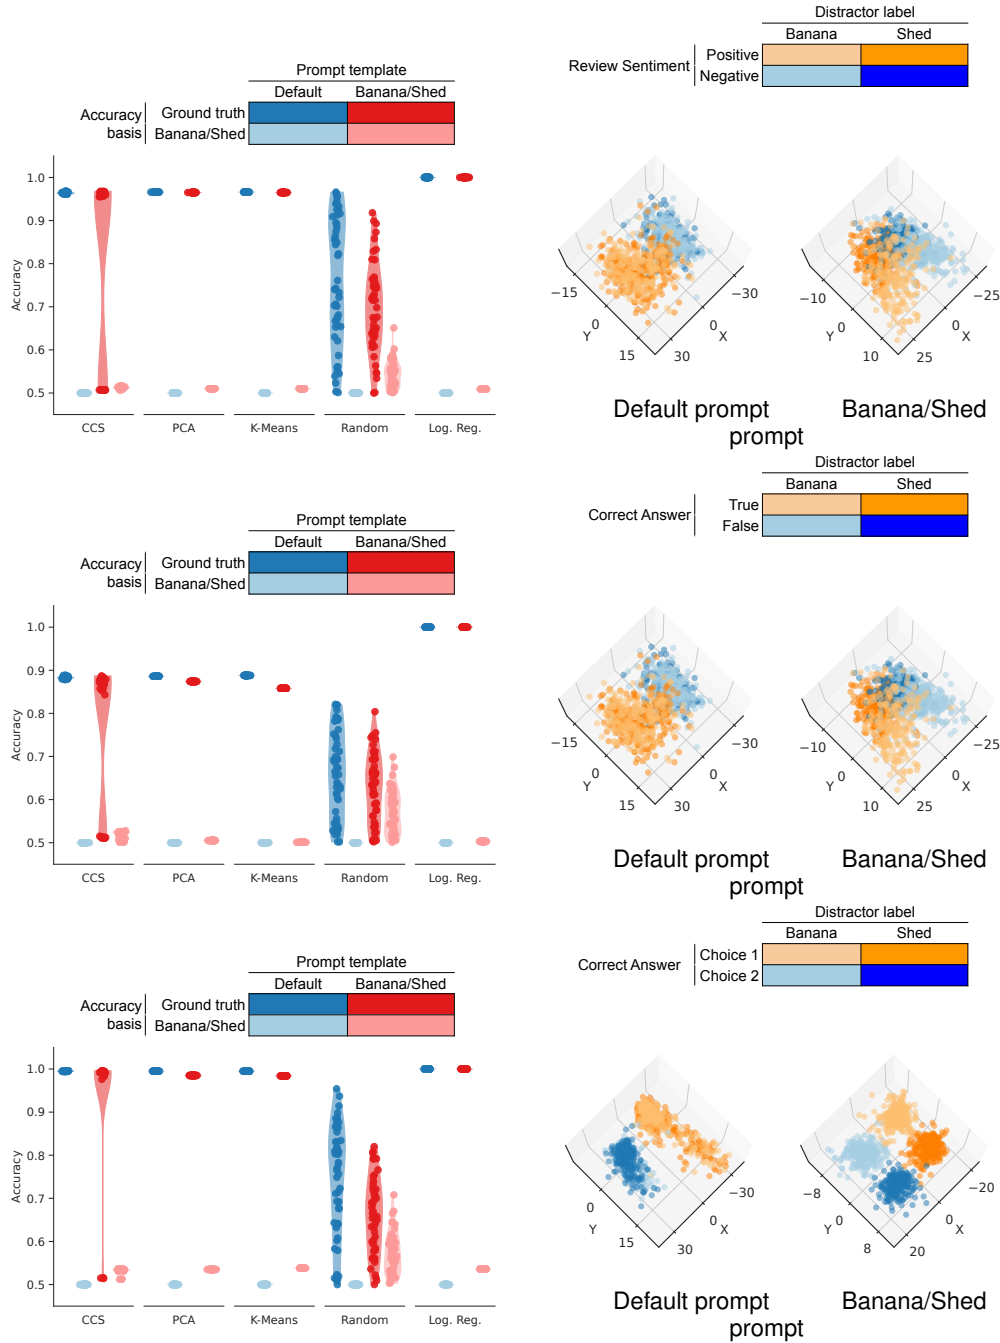 Distractor label
Banana Shed
Review Sentiment Positive
Negative
Prompt template
Default Banana/Shed
Accuracy basis Ground truth
Banana/Shed
Accuracy
1.0
0.9
0.8
0.7
0.6
0.5
CCS PCA K-Means Random Log. Reg.
−15 0 15 Y
30 0 −30 X
−10 0 10 Y
25 0 −25 X
Default prompt Banana/Shed
prompt
Distractor label
Banana Shed
Correct Answer True
False
Prompt template
Default Banana/Shed
Accuracy basis Ground truth
Banana/Shed
Accuracy
1.0
0.9
0.8
0.7
0.6
0.5
CCS PCA K-Means Random Log. Reg.
−15 0 15 Y
30 0 −30 X
−10 0 10 Y
25 0 −25 X
Default prompt Banana/Shed
prompt
Distractor label
Banana Shed
Correct Answer Choice 1
Choice 2
Prompt template
Default Banana/Shed
Accuracy basis Ground truth
Banana/Shed
Accuracy
1.0
0.9
0.8
0.7
0.6
0.5
CCS PCA K-Means Random Log. Reg.
0 15 Y
30 0 −30 X
−8 0 8 Y
20 0 −20 X
Default prompt Banana/Shed
prompt